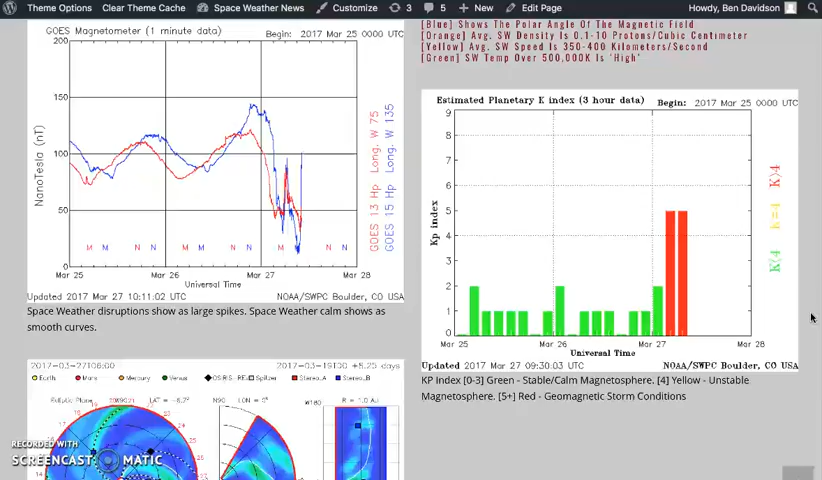 Theme Options Clear Theme Cache Space Weather News Customize 3 5 New Edit Page Howdy, Ben Davidson
[Blue] Shows The Polar Angle Of The Magnetic Field
[Orange] Avg. SW Density Is 0.1-10 Protons/Cubic Centimeter
[Yellow] Avg. SW Speed Is 350-400 Kilometers/Second
[Green] SW Temp Over 500,000K Is 'High'
GOES Magnetometer (1 minute data) Begin: 2017 Mar 25 0000 UTC
200
150
100
50
0
NanoTesla (nT)
M M N N M M N N M M N N
Mar 25 Mar 26 Mar 27 Mar 28
Universal Time
GOES 13 Hp Long. W 75
GOES 15 Hp Long. W 135
Updated 2017 Mar 27 10:11:02 UTC NOAA/SWPC Boulder, CO USA
Space Weather disruptions show as large spikes. Space Weather calm shows as
smooth curves.
Estimated Planetary K index (3 hour data) Begin: 2017 Mar 25 0000 UTC
9
8
7
6
5
4
3
2
1
0
Kp index
Mar 25 Mar 26 Mar 27 Mar 28
Universal Time
K>4
K=4
K<4
Updated 2017 Mar 27 09:30:03 UTC NOAA/SWPC Boulder, CO USA
KP Index [0-3] Green - Stable/Calm Magnetosphere. [4] Yellow - Unstable
Magnetosphere. [5+] Red - Geomagnetic Storm Conditions
Earth Mars Mercury Venus Spitzer Stereo_A Stereo_B
Ecliptic Plane
N90
W180
RECORDED WITH
SCREENCAST MATIC